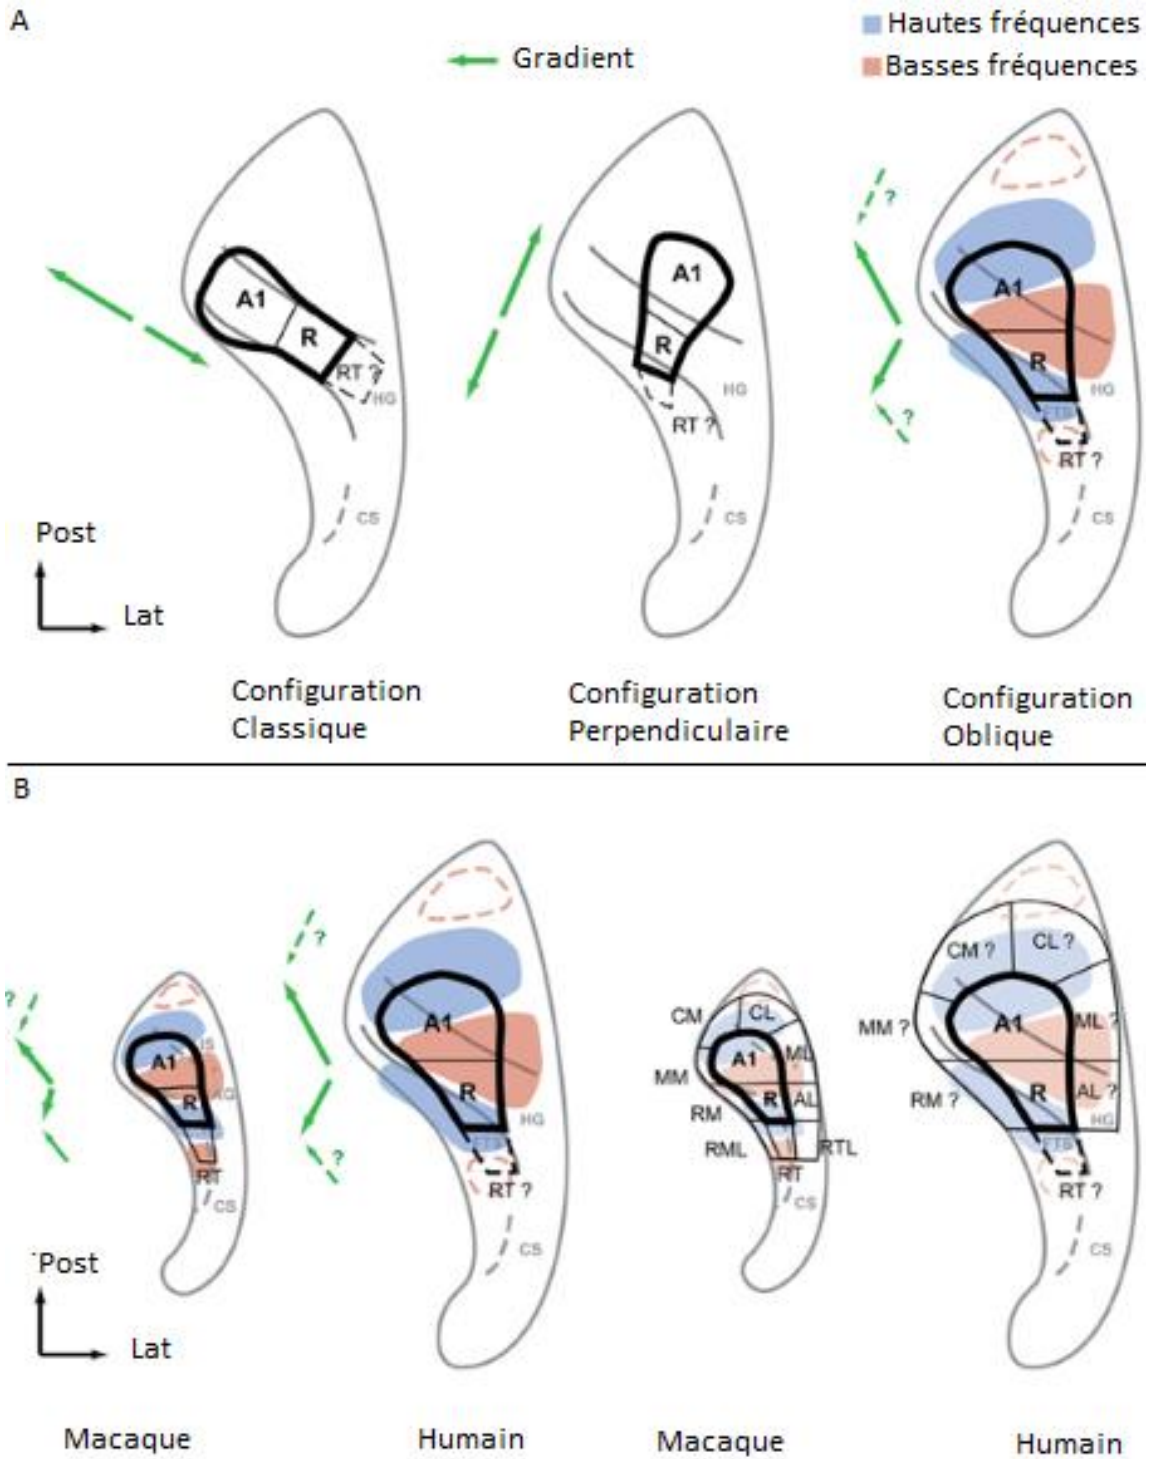 A
Hautes fréquences
Gradient
Basses fréquences
A1
R
RT ?
HG
CS
A1
R
RT ?
HG
CS
?
A1
R
HG
?
FTS
RT ?
CS
Post
Lat
Configuration
Classique
Configuration
Perpendiculaire
Configuration
Oblique
B
?
A1
R
RT
CS
?
A1
R
HG
FTS
?
RT ?
CS
CM
CL
A1
ML
MM
R
AL
RM
RML
RTL
RT
CS
CM ?
CL ?
A1
ML ?
MM ?
R
AL ?
RM ?
HG
FTS
RT ?
CS
Post
Lat
Macaque
Humain
Macaque
Humain